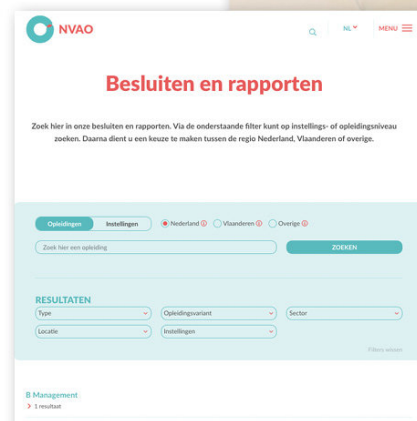 NVAO
NL
MENU
Besluiten en rapporten
Zoek hier in onze besluiten en rapporten. Via de onderstaande filter kunt op instellings- of opleidingsniveau
zoeken. Daarna dient u een keuze te maken tussen de regio Nederland, Vlaanderen of overige.
Opleidingen Instellingen Nederland Vlaanderen Overige
Zoek hier een opleiding ZOEKEN
RESULTATEN
Type Opleidingsvariant Sector
Locatie Instellingen
Filters wissen
B Management
1 resultaat